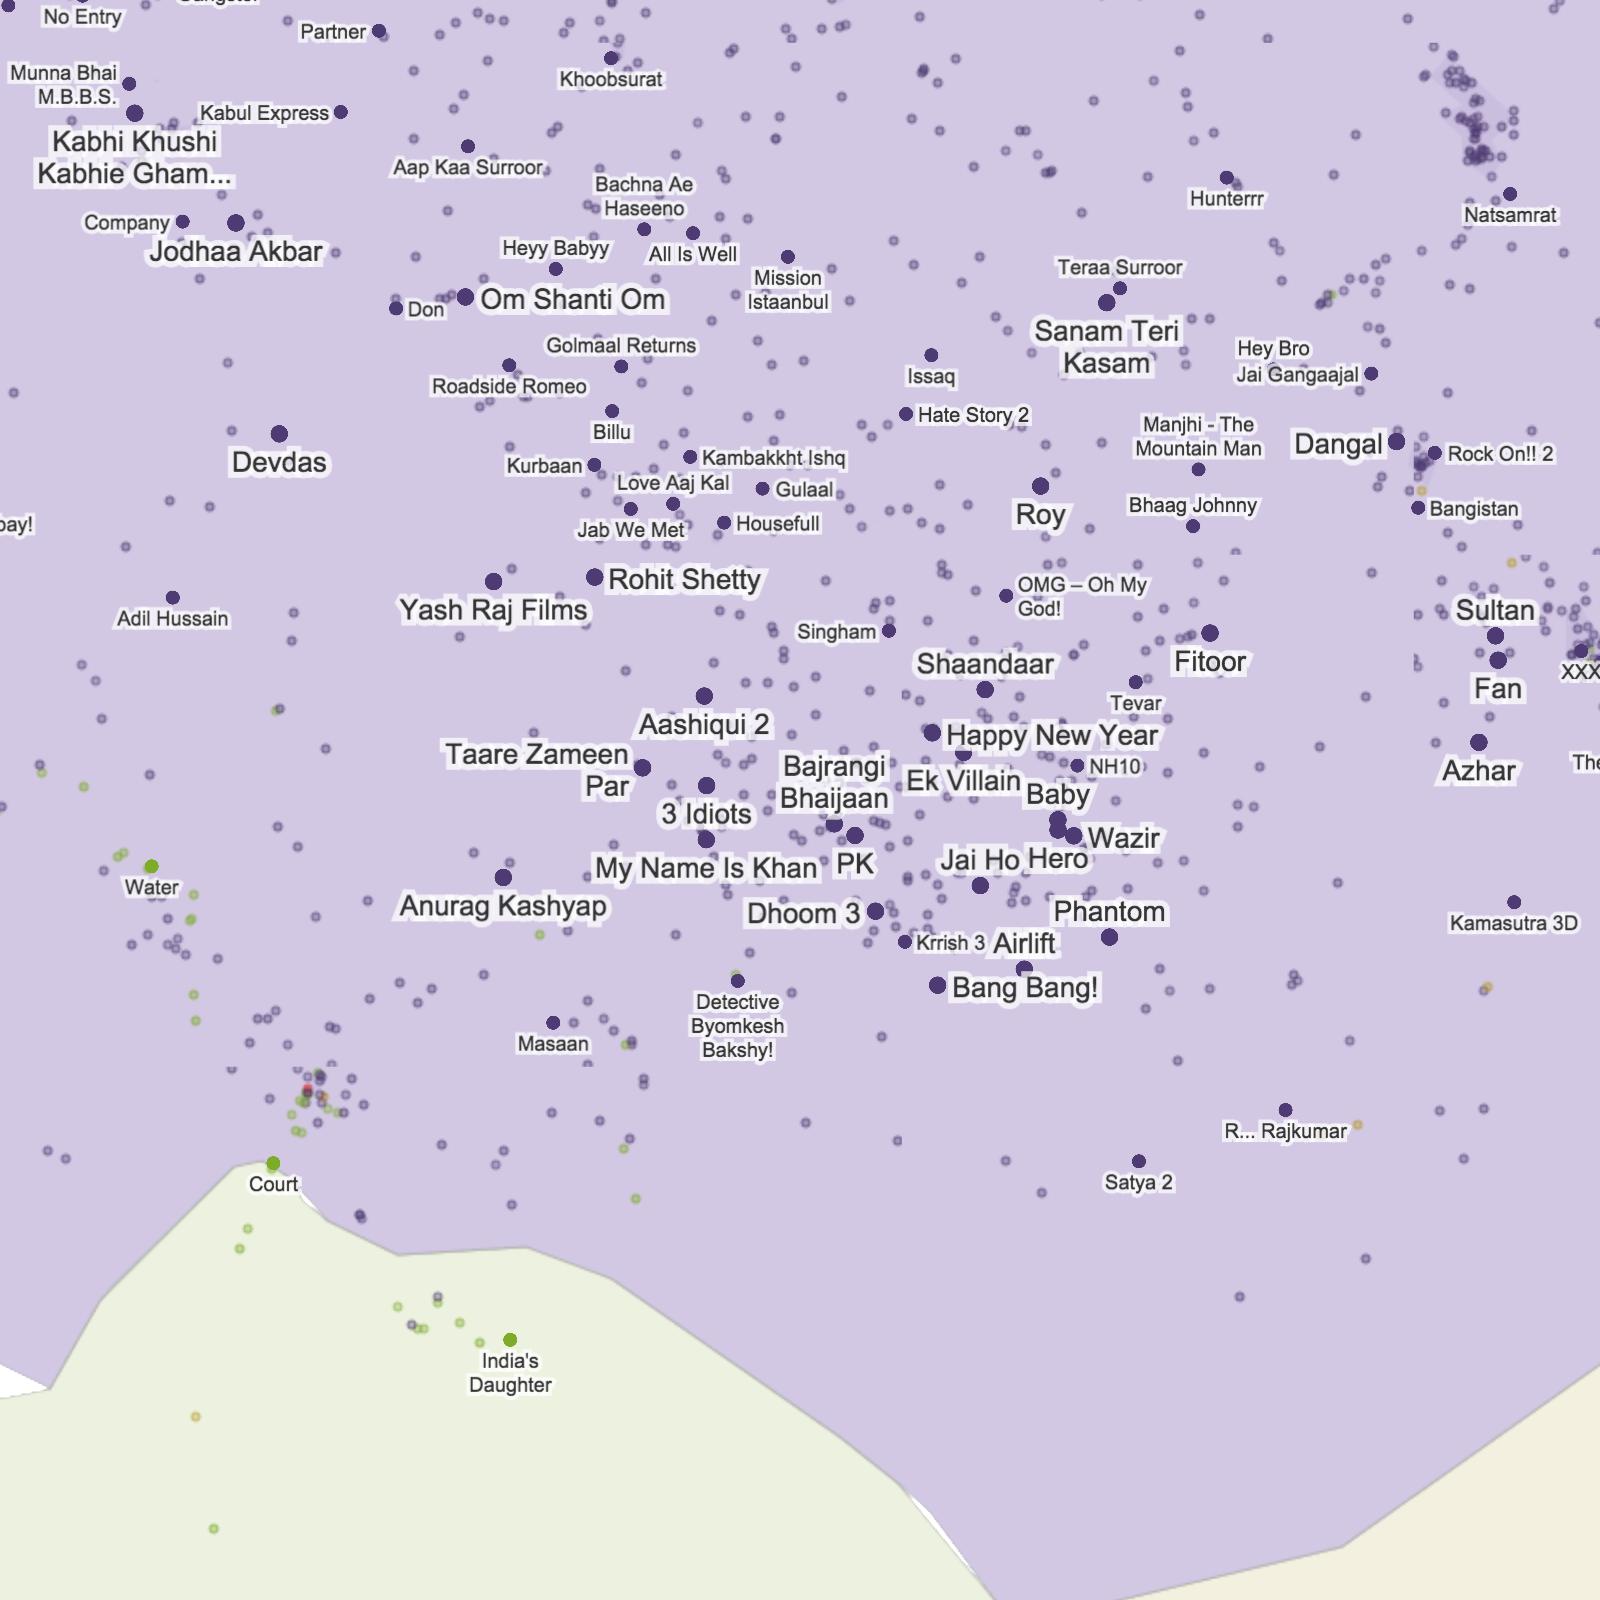 No Entry
Partner
Munna Bhai
M.B.B.S.
Khoobsurat
Kabul Express
Kabhi Khushi
Kabhie Gham...
Aap Kaa Surroor
Bachna Ae
Haseeno
Hunterrr
Natsamrat
Company
Jodhaa Akbar
Heyy Babyy
All Is Well
Mission
Istaanbul
Teraa Surroor
Don
Om Shanti Om
Sanam Teri
Kasam
Golmaal Returns
Hey Bro
Issaq
Jai Gangaajal
Roadside Romeo
Hate Story 2
Billu
Manjhi - The
Mountain Man
Dangal
Rock On!! 2
Devdas
Kurbaan
Kambakkht Ishq
Love Aaj Kal
Gulaal
Roy
Bhaag Johnny
Bangistan
bay!
Jab We Met
Housefull
Yash Raj Films
Rohit Shetty
OMG – Oh My
God!
Adil Hussain
Sultan
Singham
Shaandaar
Fitoor
XXX
Fan
Tevar
Aashiqui 2
Happy New Year
Taare Zameen
Par
Bajrangi
Bhaijaan
Ek Villain
NH10
Azhar
The
Baby
3 Idiots
Wazir
My Name Is Khan
PK
Jai Ho
Hero
Water
Anurag Kashyap
Dhoom 3
Phantom
Kamasutra 3D
Krrish 3
Airlift
Bang Bang!
Detective
Byomkesh
Bakshy!
Masaan
R... Rajkumar
Court
Satya 2
India's
Daughter